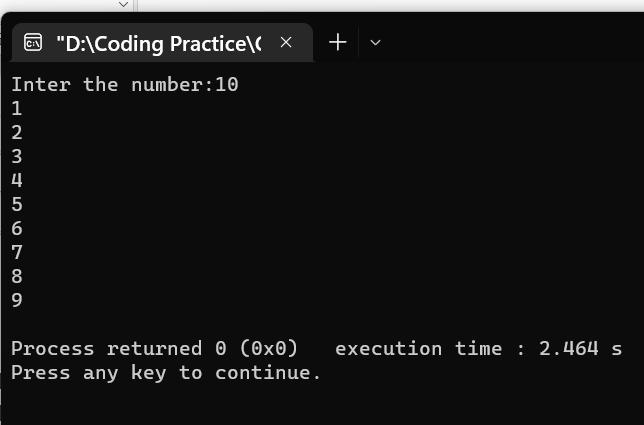 "D:\Coding Practice\C
Inter the number:10
1
2
3
4
5
6
7
8
9
Process returned 0 (0x0)   execution time : 2.464 s
Press any key to continue.